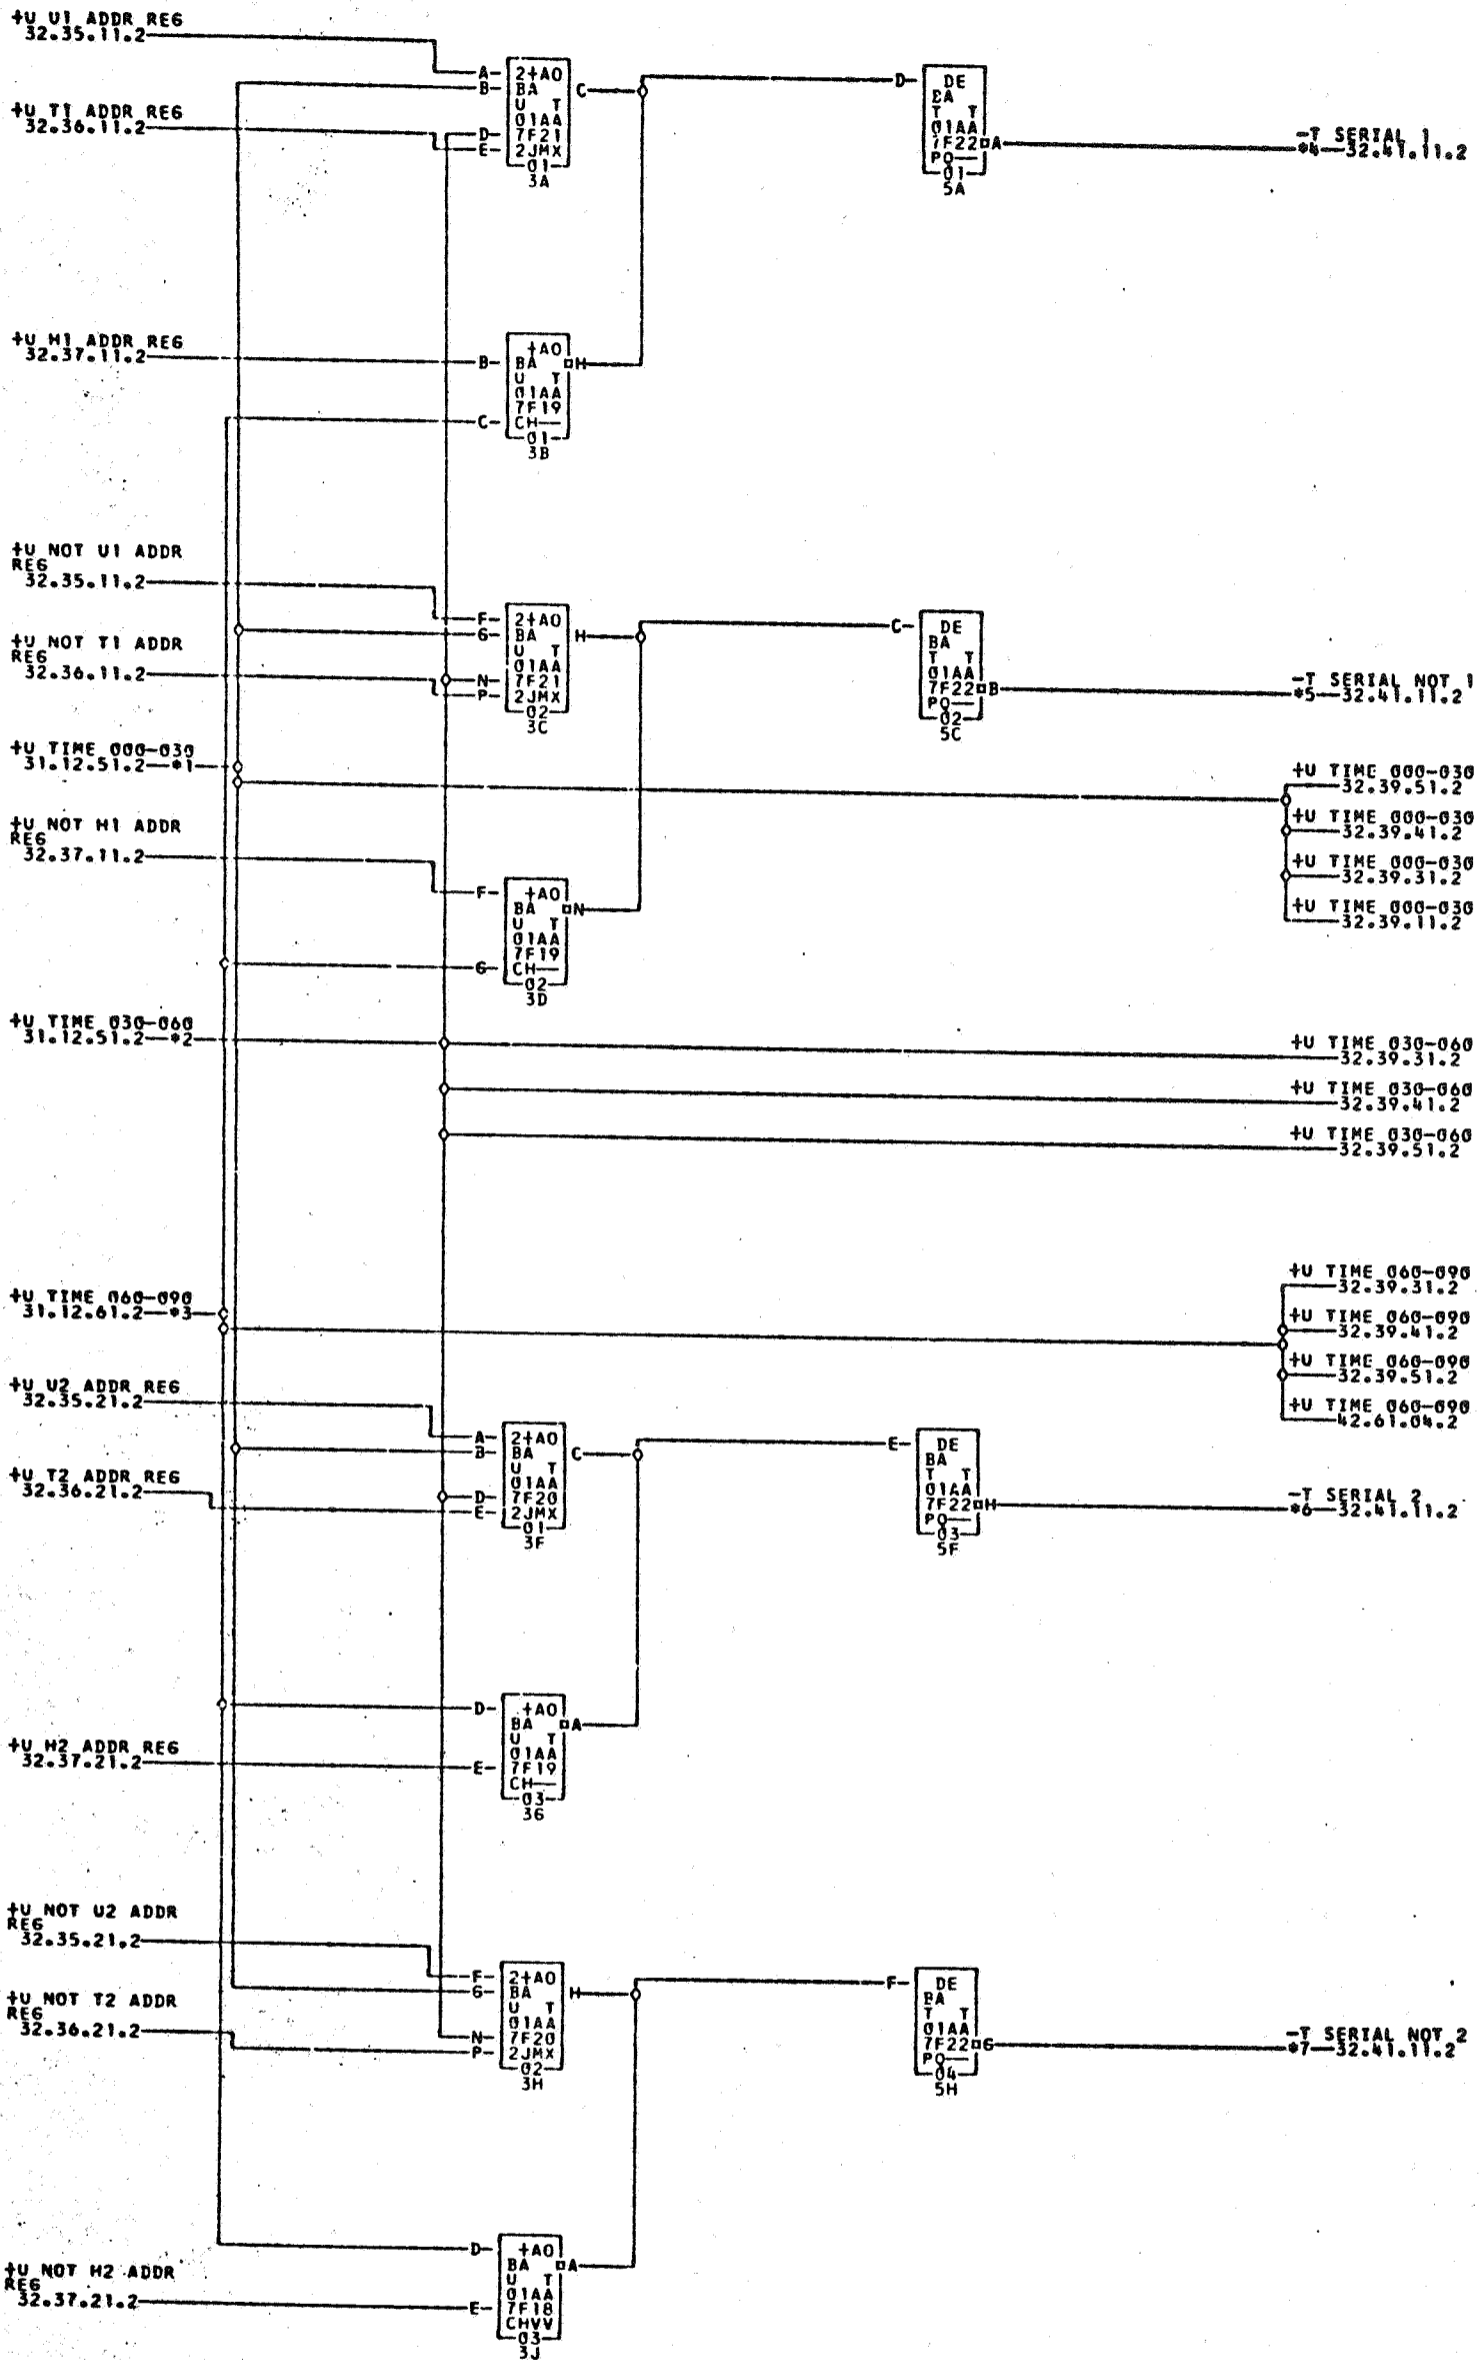 +U U1 ADDR REG
32.35.11.2
A- 2+AO
B- BA C
U T
+U T1 ADDR REG
32.36.11.2
01AA
D- 7F21
E- 2JMX
01
3A
D- DE
BA
T T
01AA
7F22 A
PQ
01
5A
-T SERIAL 1
*4 32.41.11.2
+U H1 ADDR REG
32.37.11.2
+AO
B- BA H
U T
01AA
7F19
C- CH
01
3B
+U NOT U1 ADDR
REG
32.35.11.2
F- 2+AO
G- BA H
U T
+U NOT T1 ADDR
REG
32.36.11.2
01AA
N- 7F21
P- 2JMX
02
3C
C- DE
BA
T T
01AA
7F22 B
PQ
02
5C
-T SERIAL NOT 1
*5 32.41.11.2
+U TIME 000-030
31.12.51.2 *1
+U TIME 000-030
32.39.51.2
+U TIME 000-030
32.39.41.2
+U TIME 000-030
32.39.31.2
+U TIME 000-030
32.39.11.2
+U NOT H1 ADDR
REG
32.37.11.2
F- +AO
BA N
U T
01AA
7F19
G- CH
02
3D
+U TIME 030-060
31.12.51.2 *2
+U TIME 030-060
32.39.31.2
+U TIME 030-060
32.39.41.2
+U TIME 030-060
32.39.51.2
+U TIME 060-090
31.12.61.2 *3
+U TIME 060-090
32.39.31.2
+U TIME 060-090
32.39.41.2
+U TIME 060-090
32.39.51.2
+U TIME 060-090
42.61.04.2
+U U2 ADDR REG
32.35.21.2
A- 2+AO
B- BA C
U T
+U T2 ADDR REG
32.36.21.2
01AA
D- 7F20
E- 2JMX
01
3F
E- DE
BA
T T
01AA
7F22 H
PQ
03
5F
-T SERIAL 2
*6 32.41.11.2
D- +AO
BA A
U T
+U H2 ADDR REG
32.37.21.2
01AA
E- 7F19
CH
03
3G
+U NOT U2 ADDR
REG
32.35.21.2
F- 2+AO
G- BA H
U T
+U NOT T2 ADDR
REG
32.36.21.2
01AA
N- 7F20
P- 2JMX
02
3H
F- DE
BA
T T
01AA
7F22 G
PQ
04
5H
-T SERIAL NOT 2
*7 32.41.11.2
D- +AO
BA A
U T
+U NOT H2 ADDR
REG
32.37.21.2
01AA
E- 7F18
CHVV
03
3J